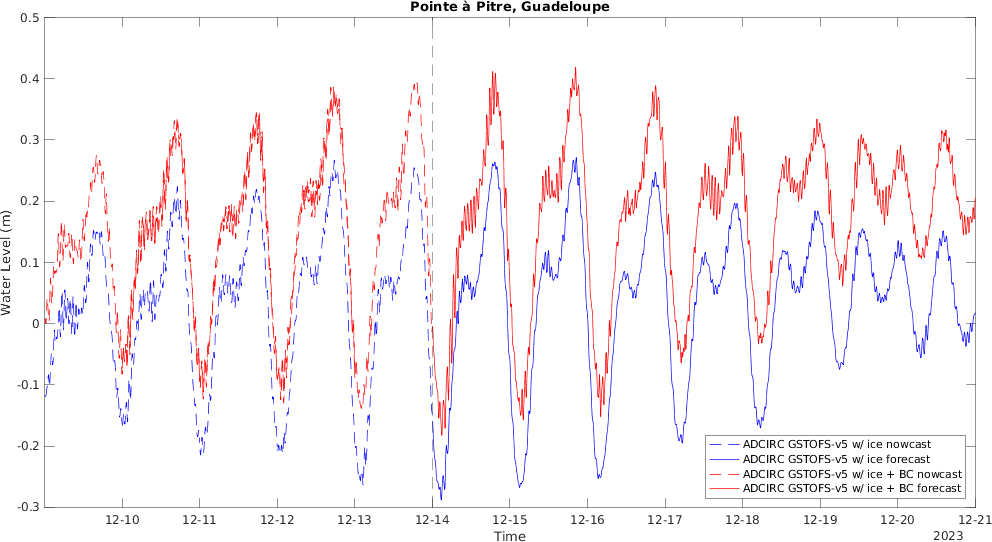 Pointe à Pitre, Guadeloupe
0.5
0.4
0.3
0.2
0.1
0
-0.1
-0.2
-0.3
Water Level (m)
12-10 12-11 12-12 12-13 12-14 12-15 12-16 12-17 12-18 12-19 12-20 12-21
Time
2023
ADCIRC GSTOFS-v5 w/ ice nowcast
ADCIRC GSTOFS-v5 w/ ice forecast
ADCIRC GSTOFS-v5 w/ ice + BC nowcast
ADCIRC GSTOFS-v5 w/ ice + BC forecast